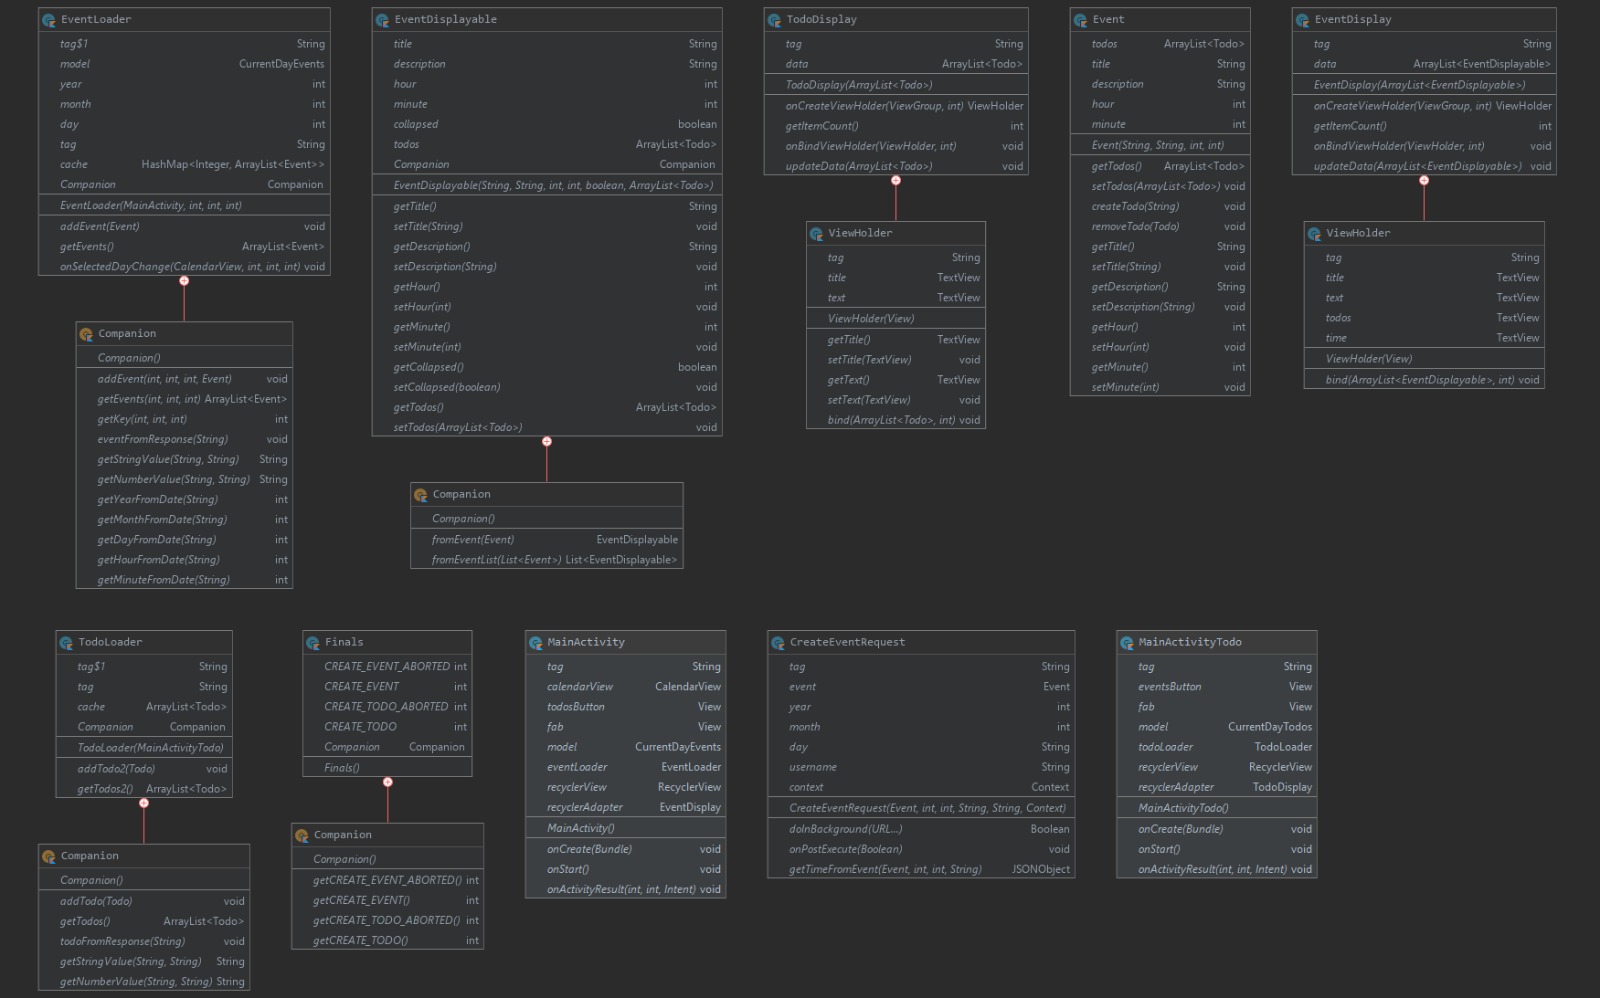 EventLoader
tag$1 String
model CurrentDayEvents
year int
month int
day int
tag String
cache HashMap<Integer, ArrayList<Event>>
Companion Companion
EventLoader(MainActivity, int, int, int)
addEvent(Event) void
getEvents() ArrayList<Event>
onSelectedDayChange(CalendarView, int, int, int) void
Companion
Companion()
addEvent(int, int, int, Event) void
getEvents(int, int, int) ArrayList<Event>
getKey(int, int, int) int
eventFromResponse(String) void
getStringValue(String, String) String
getNumberValue(String, String) String
getYearFromDate(String) int
getMonthFromDate(String) int
getDayFromDate(String) int
getHourFromDate(String) int
getMinuteFromDate(String) int
EventDisplayable
title String
description String
hour int
minute int
collapsed boolean
todos ArrayList<Todo>
Companion Companion
EventDisplayable(String, String, int, int, boolean, ArrayList<Todo>)
getTitle() String
setTitle(String) void
getDescription() String
setDescription(String) void
getHour() int
setHour(int) void
getMinute() int
setMinute(int) void
getCollapsed() boolean
setCollapsed(boolean) void
getTodos() ArrayList<Todo>
setTodos(ArrayList<Todo>) void
Companion
Companion()
fromEvent(Event) EventDisplayable
fromEventList(List<Event>) List<EventDisplayable>
TodoDisplay
tag String
data ArrayList<Todo>
TodoDisplay(ArrayList<Todo>)
onCreateViewHolder(ViewGroup, int) ViewHolder
getItemCount() int
onBindViewHolder(ViewHolder, int) void
updateData(ArrayList<Todo>) void
ViewHolder
tag String
title TextView
text TextView
ViewHolder(View)
getTitle() TextView
setTitle(TextView) void
getText() TextView
setText(TextView) void
bind(ArrayList<Todo>, int) void
Event
todos ArrayList<Todo>
title String
description String
hour int
minute int
Event(String, String, int, int)
getTodos() ArrayList<Todo>
setTodos(ArrayList<Todo>) void
createTodo(String) void
removeTodo(Todo) void
getTitle() String
setTitle(String) void
getDescription() String
setDescription(String) void
getHour() int
setHour(int) void
getMinute() int
setMinute(int) void
EventDisplay
tag String
data ArrayList<EventDisplayable>
EventDisplay(ArrayList<EventDisplayable>)
onCreateViewHolder(ViewGroup, int) ViewHolder
getItemCount() int
onBindViewHolder(ViewHolder, int) void
updateData(ArrayList<EventDisplayable>) void
ViewHolder
tag String
title TextView
text TextView
todos TextView
time TextView
ViewHolder(View)
bind(ArrayList<EventDisplayable>, int) void
TodoLoader
tag$1 String
tag String
cache ArrayList<Todo>
Companion Companion
TodoLoader(MainActivityTodo)
addTodo2(Todo) void
getTodos2() ArrayList<Todo>
Companion
Companion()
addTodo(Todo) void
getTodos() ArrayList<Todo>
todoFromResponse(String) void
getStringValue(String, String) String
getNumberValue(String, String) String
Finals
CREATE_EVENT_ABORTED int
CREATE_EVENT int
CREATE_TODO_ABORTED int
CREATE_TODO int
Companion Companion
Finals()
Companion
Companion()
getCREATE_EVENT_ABORTED() int
getCREATE_EVENT() int
getCREATE_TODO_ABORTED() int
getCREATE_TODO() int
MainActivity
tag String
calendarView CalendarView
todosButton View
fab View
model CurrentDayEvents
eventLoader EventLoader
recyclerView RecyclerView
recyclerAdapter EventDisplay
MainActivity()
onCreate(Bundle) void
onStart() void
onActivityResult(int, int, Intent) void
CreateEventRequest
tag String
event Event
year int
month int
day String
username String
context Context
CreateEventRequest(Event, int, int, String, String, Context)
doInBackground(URL...) Boolean
onPostExecute(Boolean) void
getTimeFromEvent(Event, int, int, String) JSONObject
MainActivityTodo
tag String
eventsButton View
fab View
model CurrentDayTodos
todoLoader TodoLoader
recyclerView RecyclerView
recyclerAdapter TodoDisplay
MainActivityTodo()
onCreate(Bundle) void
onStart() void
onActivityResult(int, int, Intent) void